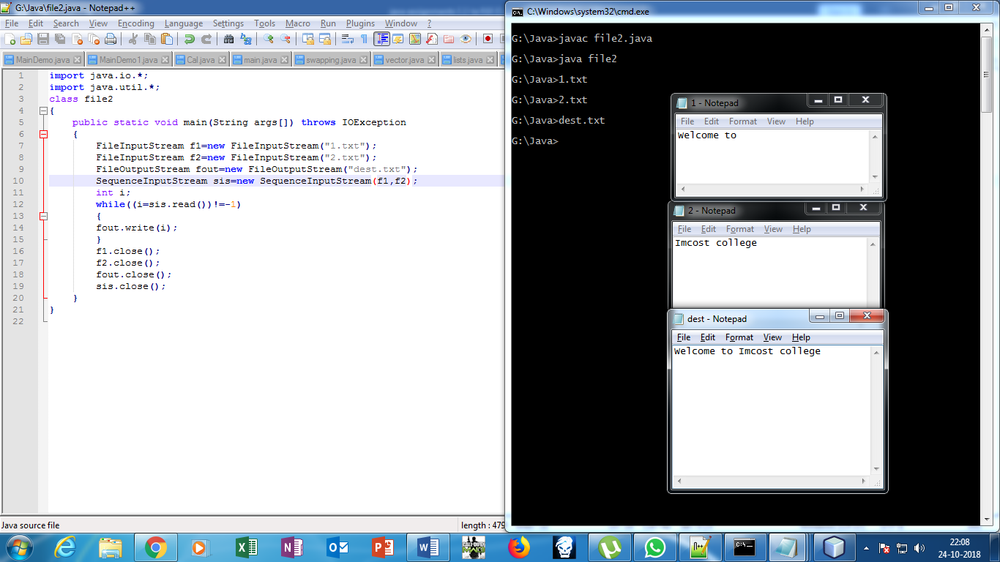 G:\Java\file2.java - Notepad++
File Edit Search View Encoding Language Settings Tools Macro Run Plugins Window ?
MainDemo.java MainDemo1.java Cal.java main.java swapping.java vector.java lists.java
1 import java.io.*;
2 import java.util.*;
3 class file2
4 {
5 public static void main(String args[]) throws IOException
6 {
7 FileInputStream f1=new FileInputStream("1.txt");
8 FileInputStream f2=new FileInputStream("2.txt");
9 FileOutputStream fout=new FileOutputStream("dest.txt");
10 SequenceInputStream sis=new SequenceInputStream(f1,f2);
11 int i;
12 while((i=sis.read())!=-1)
13 {
14 fout.write(i);
15 }
16 f1.close();
17 f2.close();
18 fout.close();
19 sis.close();
20 }
21 }
22
Java source file length : 479
C:\Windows\system32\cmd.exe
G:\Java>javac file2.java
G:\Java>java file2
G:\Java>1.txt
G:\Java>2.txt
G:\Java>dest.txt
G:\Java>
1 - Notepad
File Edit Format View Help
Welcome to
2 - Notepad
File Edit Format View Help
Imcost college
dest - Notepad
File Edit Format View Help
Welcome to Imcost college
22:08
24-10-2018